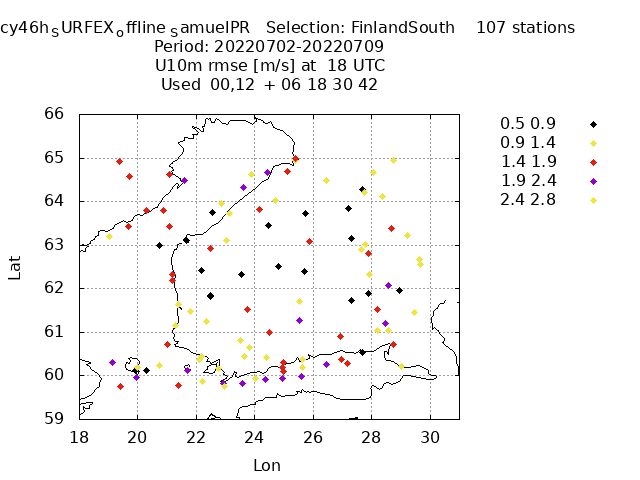 cy46hsURFEXoffline samuelPR Selection: FinlandSouth 107 stations
Period: 20220702-20220709
U10m rmse [m/s] at 18 UTC
Used 00,12 + 06 18 30 42
0.5 0.9
0.9 1.4
1.4 1.9
1.9 2.4
2.4 2.8
66
65
64
63
62
61
60
59
Lat
18 20 22 24 26 28 30
Lon